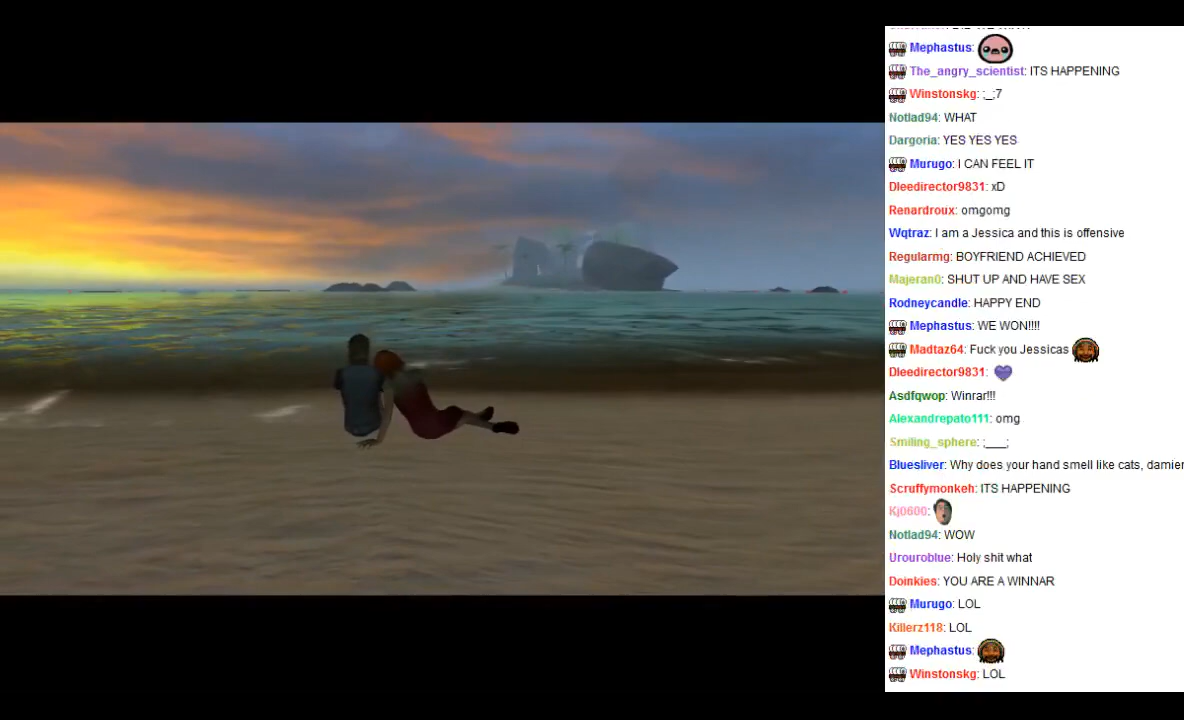 Mephastus:
The_angry_scientist: ITS HAPPENING
Winstonskg: ;_;7
Notlad94: WHAT
Dargoria: YES YES YES
Murugo: I CAN FEEL IT
Dleedirector9831: xD
Renardroux: omgomg
Wqtraz: I am a Jessica and this is offensive
Regularmg: BOYFRIEND ACHIEVED
Majeran0: SHUT UP AND HAVE SEX
Rodneycandle: HAPPY END
Mephastus: WE WON!!!!
Madtaz64: Fuck you Jessicas
Dleedirector9831:
Asdfqwop: Winrar!!!
Alexandrepato111: omg
Smiling_sphere: ;___;
Bluesliver: Why does your hand smell like cats, damier
Scruffymonkeh: ITS HAPPENING
Kj0600:
Notlad94: WOW
Urouroblue: Holy shit what
Doinkies: YOU ARE A WINNAR
Murugo: LOL
Killerz118: LOL
Mephastus:
Winstonskg: LOL